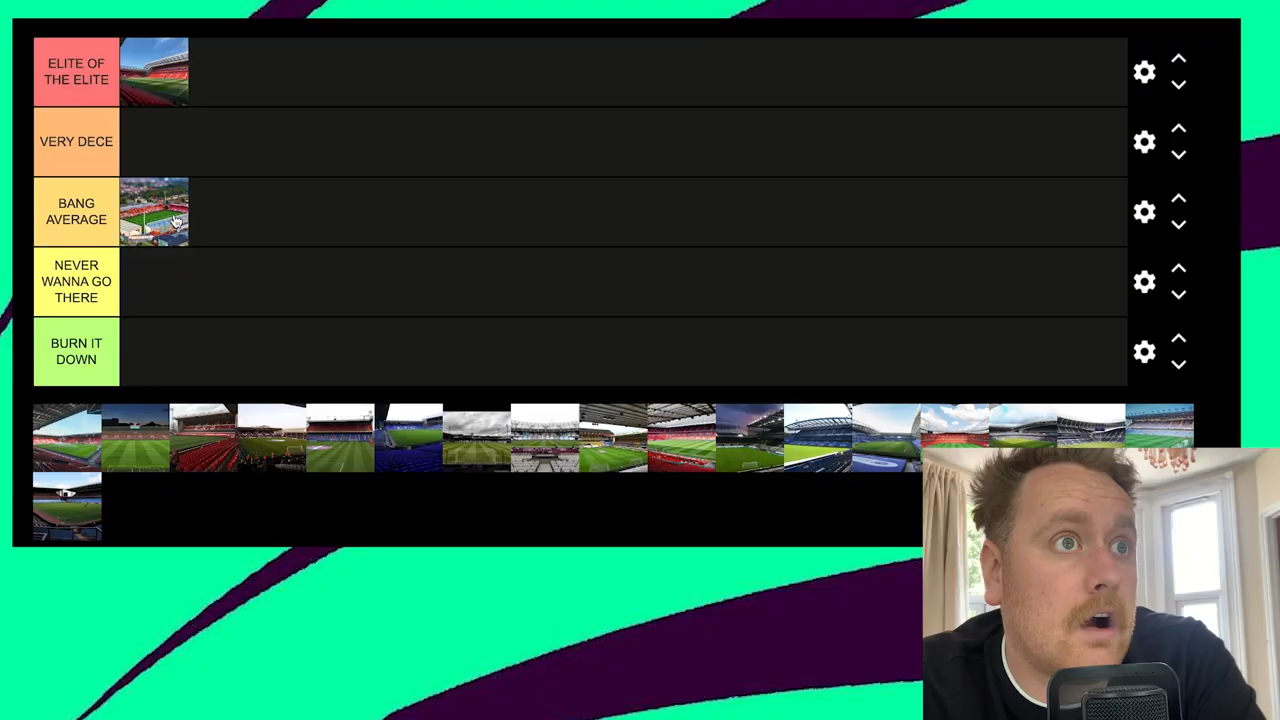 ELITE OF
THE ELITE
VERY DECE
BANG
AVERAGE
NEVER
WANNA GO
THERE
BURN IT
DOWN